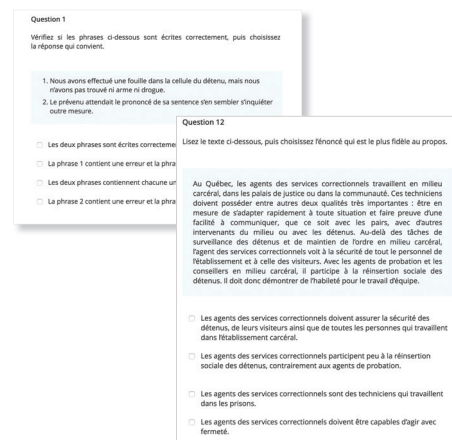 Question 1
Vérifiez si les phrases ci-dessous sont écrites correctement, puis choisissez
la réponse qui convient.
1. Nous avons effectué une fouille dans la cellule du détenu, mais nous
n'avons pas trouvé ni arme ni drogue.
2. Le prévenu attendait le prononcé de sa sentence s'en sembler s'inquiéter
outre mesure.
Les deux phrases sont écrites correcteme
La phrase 1 contient une erreur et la phra
Les deux phrases contiennent chacune un
La phrase 2 contient une erreur et la phra
Question 12
Lisez le texte ci-dessous, puis choisissez l'énoncé qui est le plus fidèle au propos.
Au Québec, les agents des services correctionnels travaillent en milieu
carcéral, dans les palais de justice ou dans la communauté. Ces techniciens
doivent posséder entre autres deux qualités très importantes : être en
mesure de s'adapter rapidement à toute situation et faire preuve d'une
facilité à communiquer, que ce soit avec les pairs, avec d'autres
intervenants du milieu ou avec les détenus. Au-delà des tâches de
surveillance des détenus et de maintien de l'ordre en milieu carcéral,
l'agent des services correctionnels voit à la sécurité de tout le personnel de
l'établissement et à celle des visiteurs. Avec les agents de probation et les
conseillers en milieu carcéral, il participe à la réinsertion sociale des
détenus. Il doit donc démontrer de l'habileté pour le travail d'équipe.
Les agents des services correctionnels doivent assurer la sécurité des
détenus, de leurs visiteurs ainsi que de toutes les personnes qui travaillent
dans l'établissement carcéral.
Les agents des services correctionnels participent peu à la réinsertion
sociale des détenus, contrairement aux agents de probation.
Les agents des services correctionnels sont des techniciens qui travaillent
dans les prisons.
Les agents des services correctionnels doivent être capables d'agir avec
fermeté.